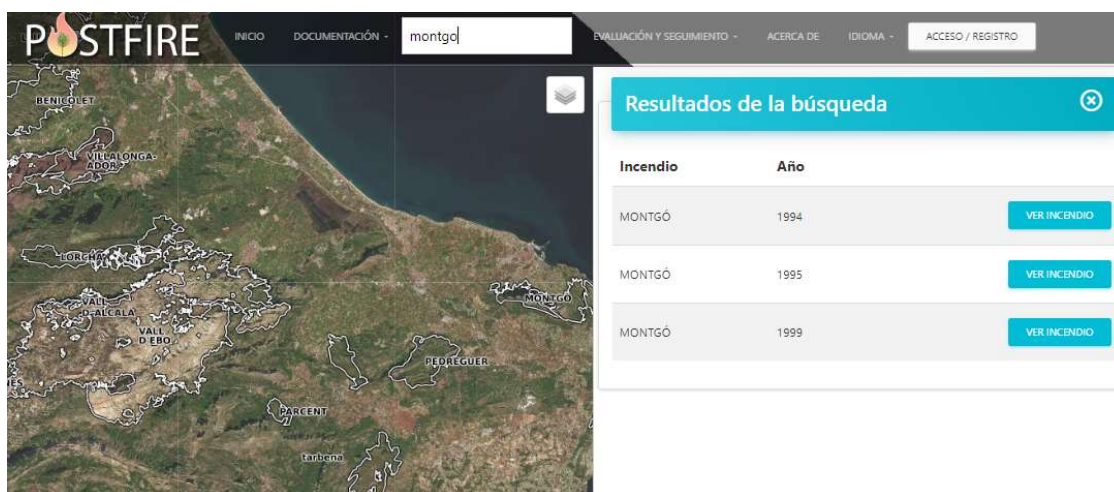 POSTFIRE
INICIO
DOCUMENTACIÓN
montgo
EVALUACIÓN Y SEGUIMIENTO
ACERCA DE
IDIOMA
ACCESO / REGISTRO
BENICOLET
VILLALONGA-
ADOR
LORCHA
VALL
D'ALCALA
VALL
D'EBO
MONTGÓ
PEDREGUER
PARCENT
tarbena
Resultados de la búsqueda
Incendio Año
MONTGÓ 1994 VER INCENDIO
MONTGÓ 1995 VER INCENDIO
MONTGÓ 1999 VER INCENDIO